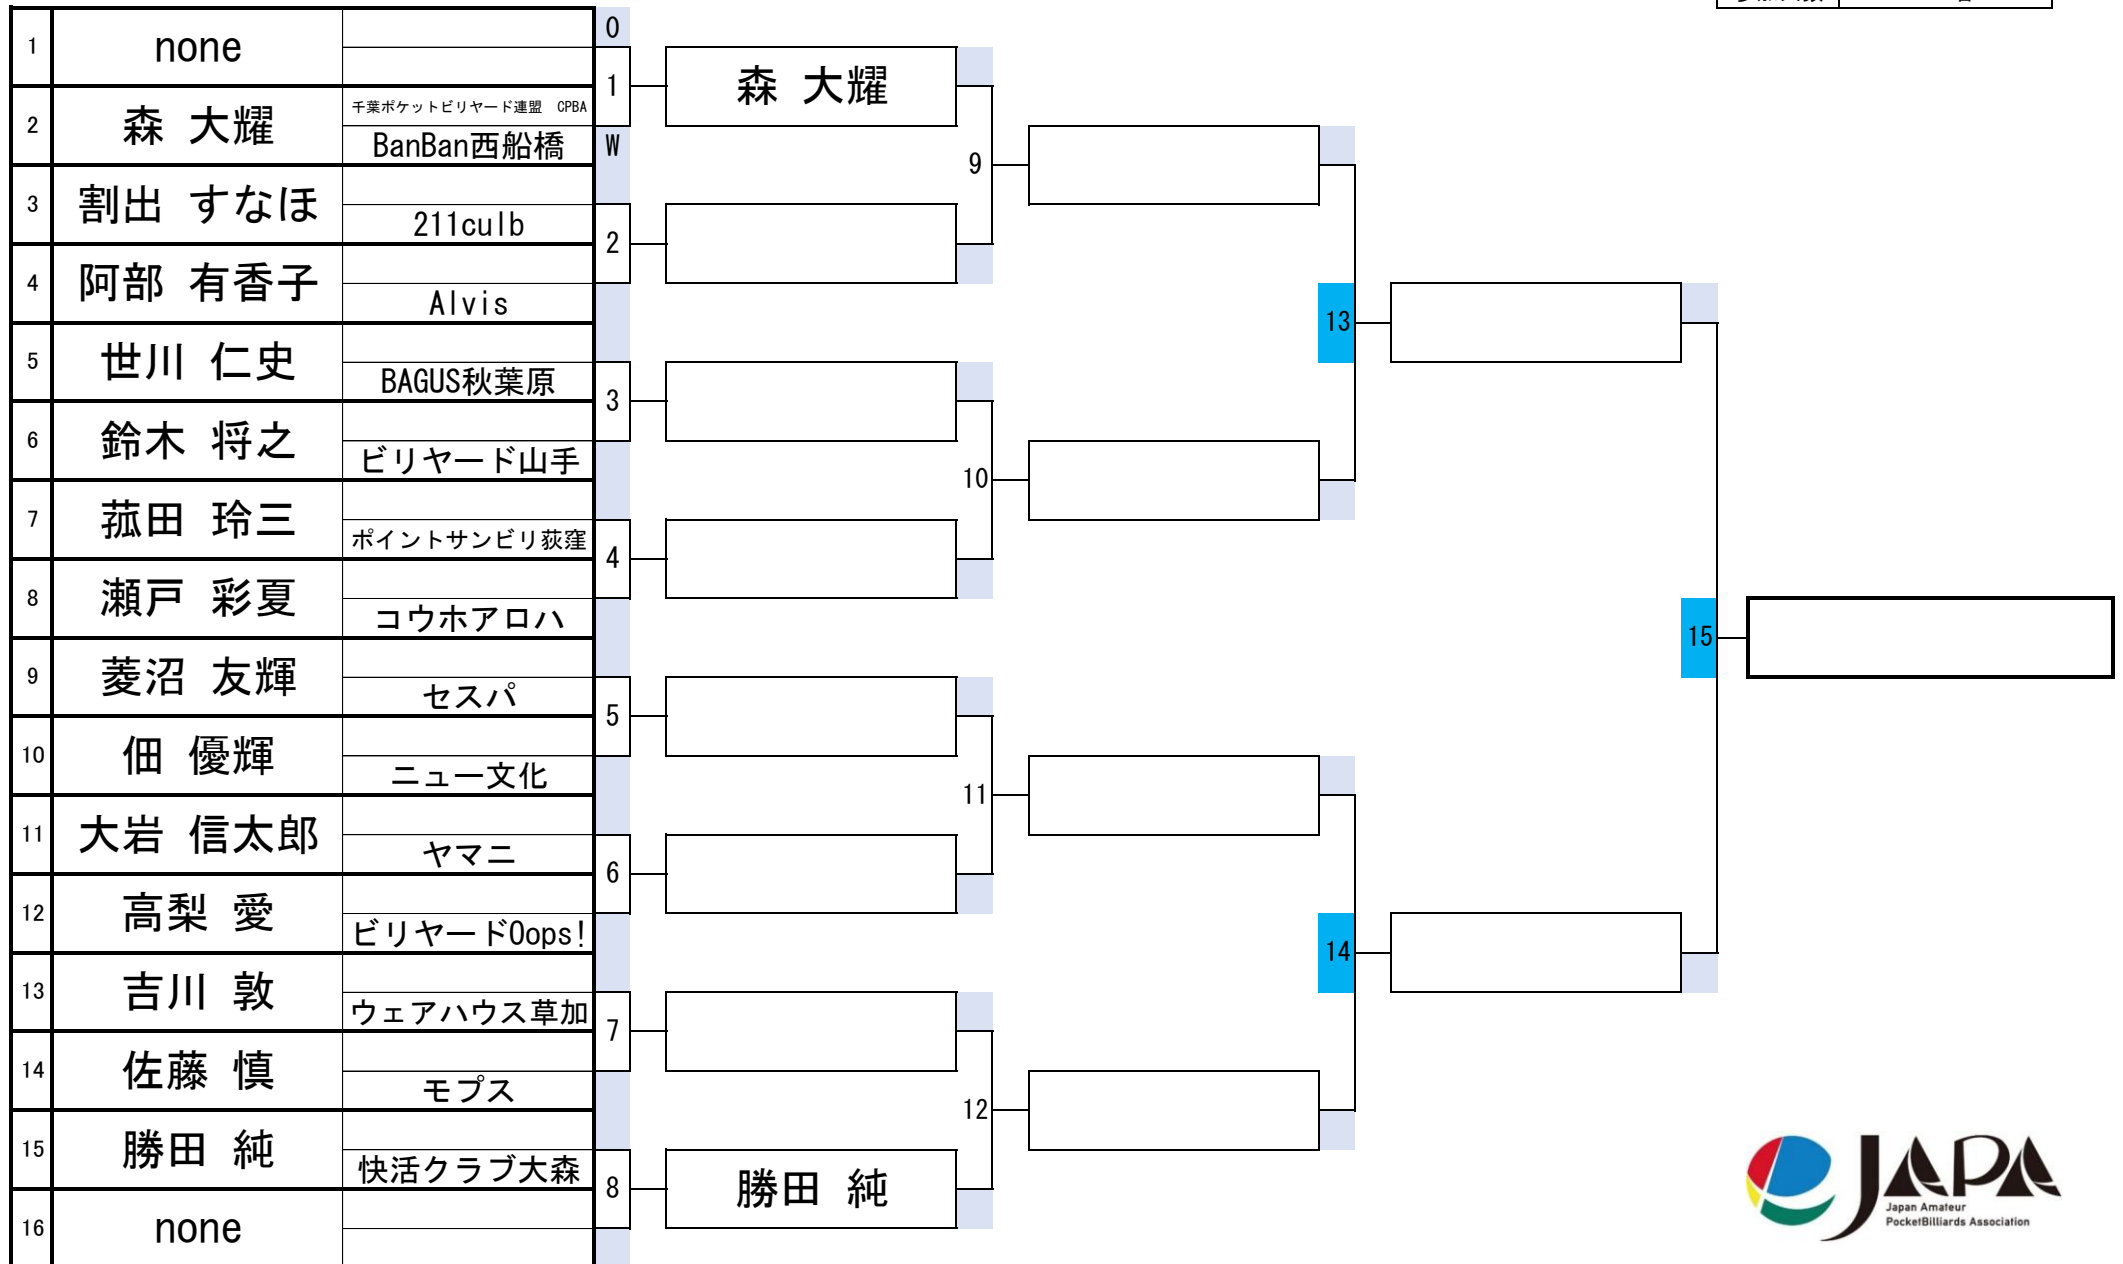 1
none
0
2
森 大耀
千葉ポケットビリヤード連盟 CPBA
BanBan西船橋
1
W
森 大耀
3
割出 すなほ
211culb
4
阿部 有香子
Alvis
2
9
5
世川 仁史
BAGUS秋葉原
6
鈴木 将之
ビリヤード山手
3
13
7
菰田 玲三
ポイントサンビリ荻窪
8
瀬戸 彩夏
コウホアロハ
4
10
9
菱沼 友輝
セスパ
10
佃 優輝
ニュー文化
5
15
11
大岩 信太郎
ヤマニ
12
高梨 愛
ビリヤードOops!
6
11
13
吉川 敦
ウェアハウス草加
14
佐藤 慎
モプス
7
14
15
勝田 純
快活クラブ大森
16
none
8
勝田 純
12
JAPA
Japan Amateur
PocketBilliards Association